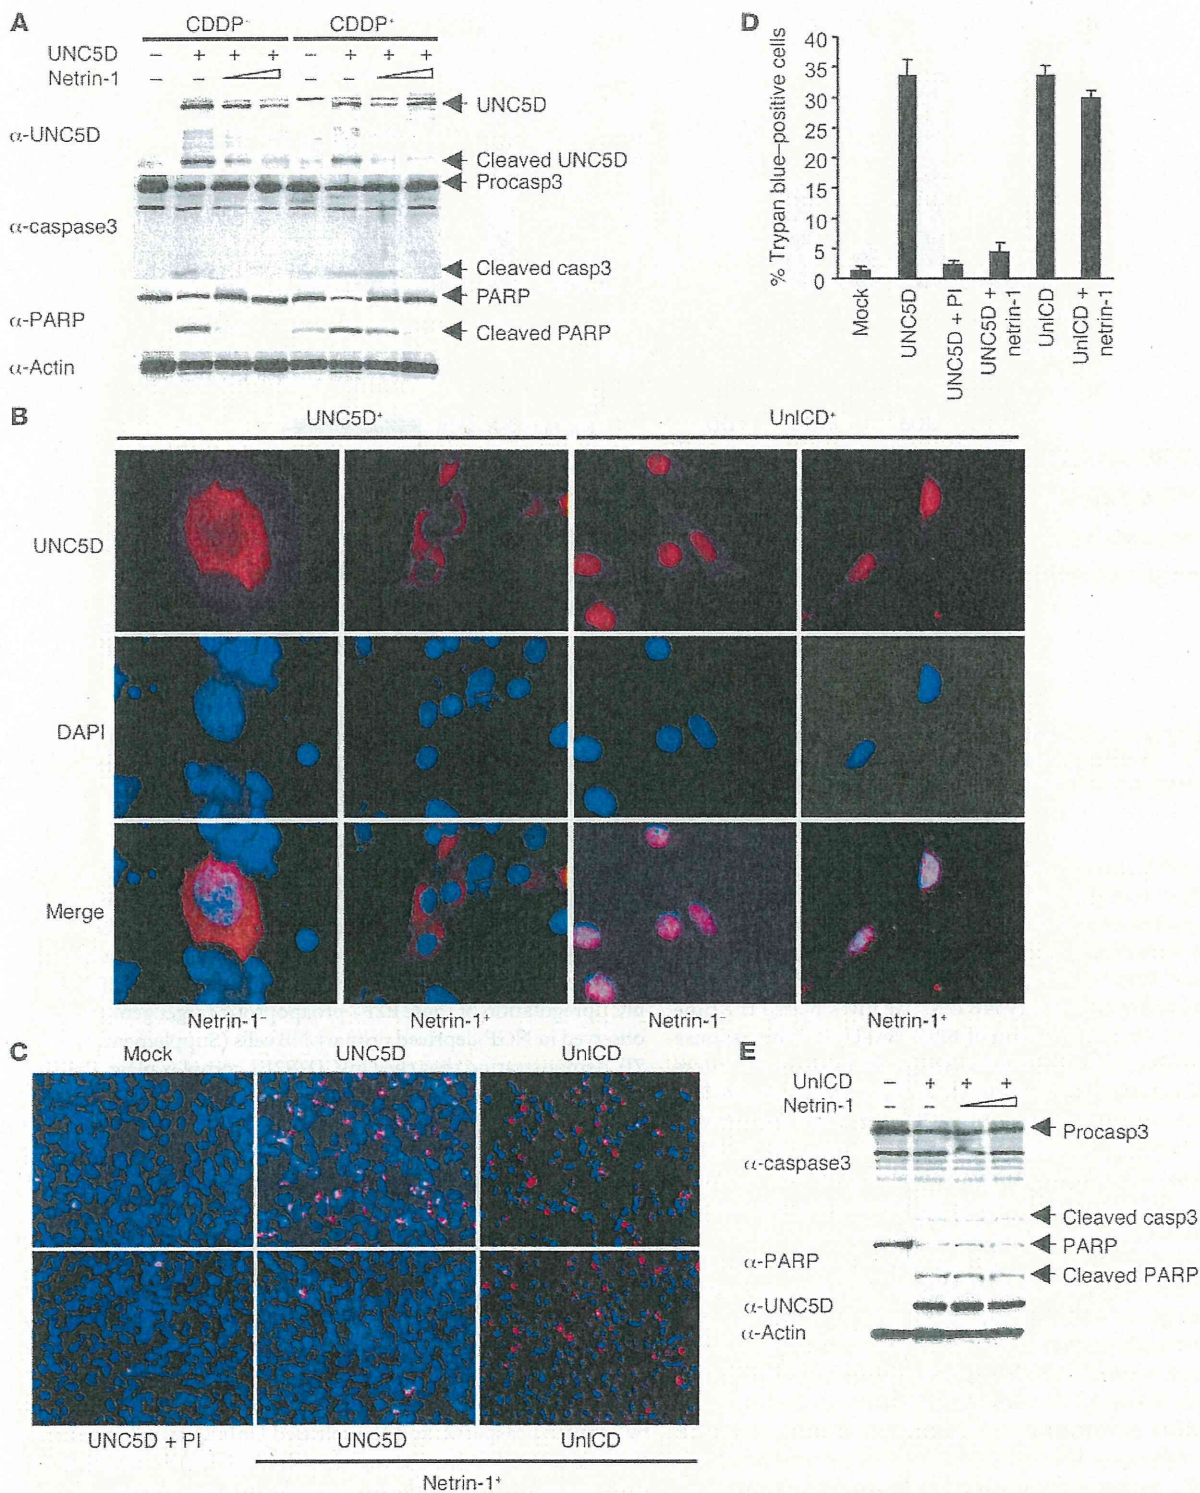 A
CDDP- CDDP+
UNC5D - + + + - + + +
Netrin-1 - - - -
α-UNC5D
UNC5D
Cleaved UNC5D
α-caspase3
Procasp3
Cleaved casp3
α-PARP
PARP
Cleaved PARP
α-Actin
D
% Trypan blue–positive cells
40
35
30
25
20
15
10
5
0
Mock
UNC5D
UNC5D + PI
UNC5D +
netrin-1
UnICD
UnICD +
netrin-1
B
UNC5D+ UnICD+
UNC5D
DAPI
Merge
Netrin-1- Netrin-1+ Netrin-1- Netrin-1+
C
Mock UNC5D UnICD
UNC5D + PI UNC5D UnICD
Netrin-1+
E
UnICD - + + +
Netrin-1 - -
α-caspase3
Procasp3
Cleaved casp3
α-PARP
PARP
Cleaved PARP
α-UNC5D
α-Actin